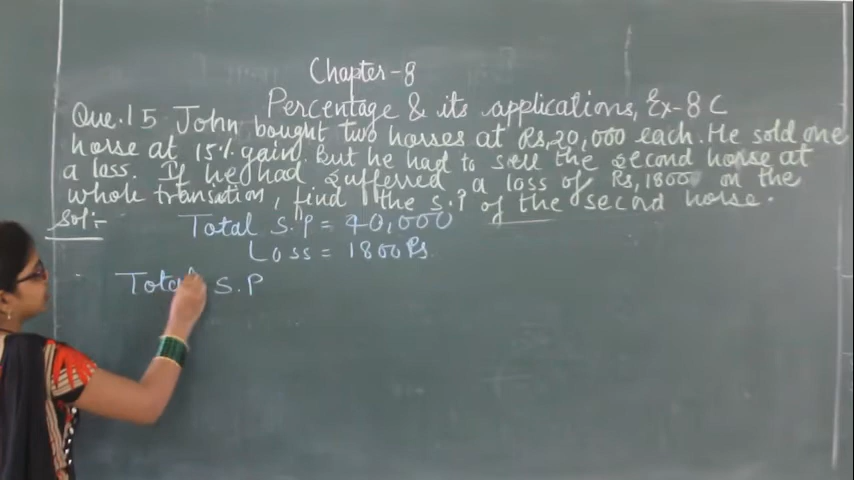 Chapter-8
Percentage & its applications, Ex-8 C
Que.15 John bought two horses at Rs,20,000 each. He sold one
horse at 15% gain. But he had to sell the second horse at
a loss. If he had sufferred a loss of Rs,1800 on the
whole transation, find the S.P of the second horse.
Sol:-
Total S.P = 40,000
Loss = 1800 Rs.
Total S.P